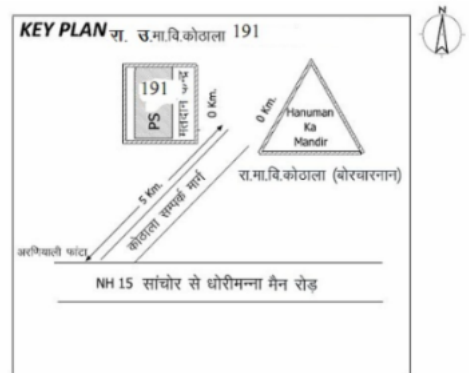 KEY PLAN रा. उ.मा.वि.कोठाला 191
N
191
PS
मतदान केन्द्र
0 Km.
0 Km.
Hanuman
Ka
Mandir
रा.मा.वि.कोठाला (बोरचारनान)
5 Km.
कोठाला सम्पर्क मार्ग
अरणियाली फांटा
NH 15 सांचोर से धोरीमन्ना मैन रोड़